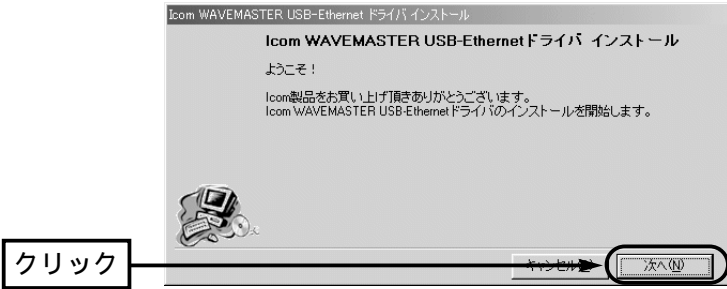 Icom WAVEMASTER USB-Ethernet ドライバ インストール
Icom WAVEMASTER USB-Ethernetドライバ インストール
ようこそ！
Icom製品をお買い上げ頂きありがとうございます。
Icom WAVEMASTER USB-Ethernetドライバのインストールを開始します。
クリック
キャンセル
次へ(N)